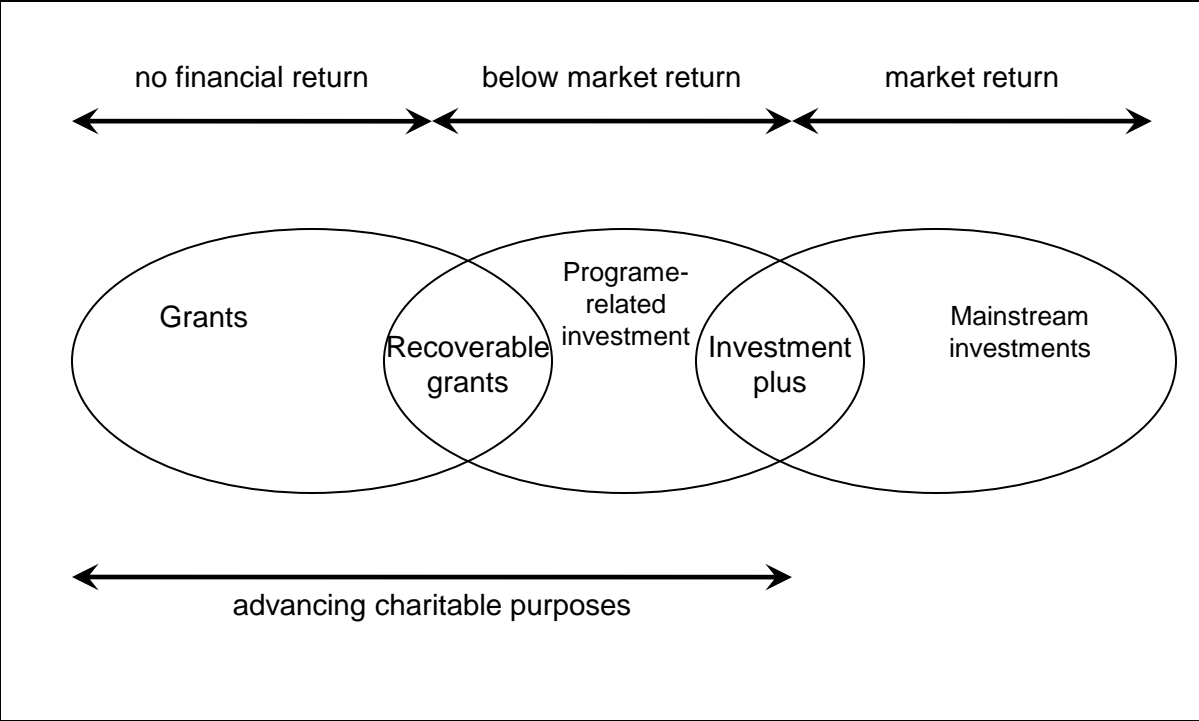 no financial return
below market return
market return
Grants
Recoverable
grants
Programe-
related
investment
Investment
plus
Mainstream
investments
advancing charitable purposes